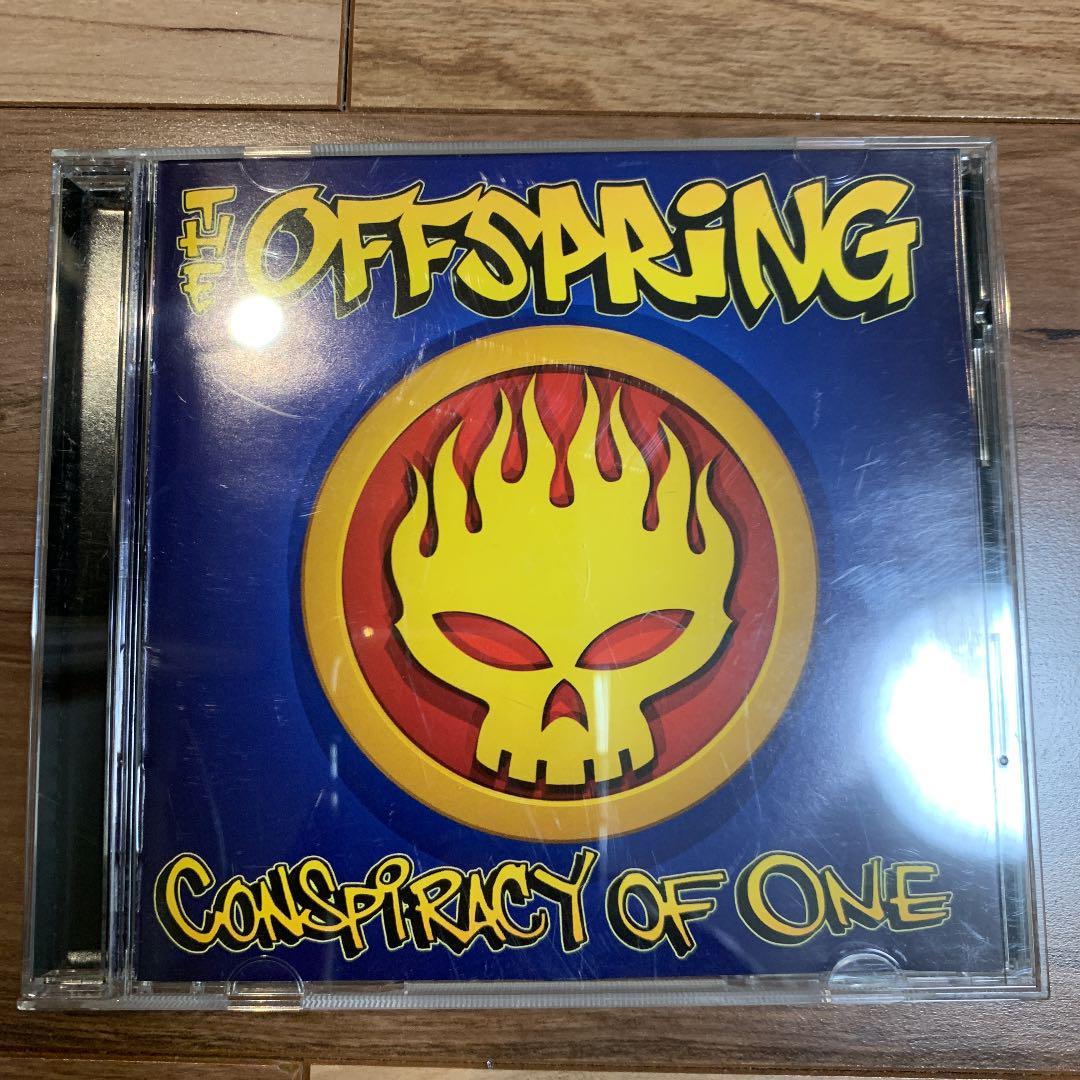 THE OFFSPRiNG
CONSPiRACY OF ONE